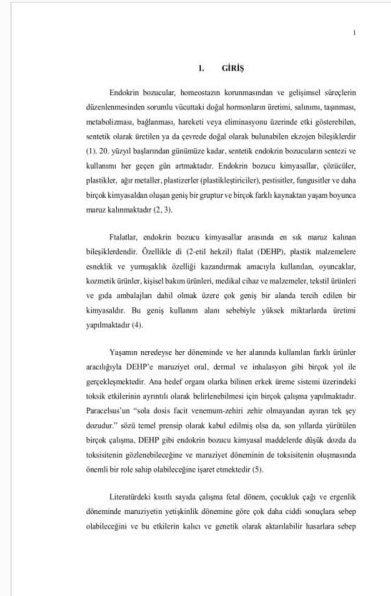 1
1. GİRİŞ
Endokrin bozucular, homeostazın korunmasından ve gelişimsel süreçlerin
düzenlenmesinden sorumlu vücuttaki doğal hormonların üretimi, salınımı, taşınması,
metabolizması, bağlanması, hareketi veya eliminasyonu üzerinde etki gösterebilen,
sentetik olarak üretilen ya da çevrede doğal olarak bulunabilen ekzojen bileşiklerdir
(1). 20. yüzyıl başlarından günümüze kadar, sentetik endokrin bozucuların sentezi ve
kullanımı her geçen gün artmaktadır. Endokrin bozucu kimyasallar, çözücüler,
plastikler, ağır metaller, plastizerler (plastikleştiriciler), pestisitler, fungusitler ve daha
birçok kimyasaldan oluşan geniş bir gruptur ve birçok farklı kaynaktan yaşam boyunca
maruz kalınmaktadır (2, 3).
Ftalatlar, endokrin bozucu kimyasallar arasında en sık maruz kalınan
bileşiklerdendir. Özellikle di (2-etil hekzil) ftalat (DEHP), plastik malzemelere
esneklik ve yumuşaklık özelliği kazandırmak amacıyla kullanılan, oyuncaklar,
kozmetik ürünler, kişisel bakım ürünleri, medikal cihaz ve malzemeler, tekstil ürünleri
ve gıda ambalajları dahil olmak üzere çok geniş bir alanda tercih edilen bir
kimyasaldır. Bu geniş kullanım alanı sebebiyle yüksek miktarlarda üretimi
yapılmaktadır (4).
Yaşamın neredeyse her döneminde ve her alanında kullanılan farklı ürünler
aracılığıyla DEHP'e maruziyet oral, dermal ve inhalasyon gibi birçok yol ile
gerçekleşmektedir. Ana hedef organı olarka bilinen erkek üreme sistemi üzerindeki
toksik etkilerinin ayrıntılı olarak belirlenebilmesi için birçok çalışma yapılmaktadır.
Paracelsus'un “sola dosis facit venemum-zehiri zehir olmayandan ayıran tek şey
dozudur.” sözü temel prensip olarak kabul edilmiş olsa da, son yıllarda yürütülen
birçok çalışma, DEHP gibi endokrin bozucu kimyasal maddelerde düşük dozda da
toksisitenin gözlenebileceğine ve maruziyet döneminin de toksisitenin oluşmasında
önemli bir role sahip olabileceğine işaret etmektedir (5).
Literatürdeki kısıtlı sayıda çalışma fetal dönem, çocukluk çağı ve ergenlik
döneminde maruziyetin yetişkinlik dönemine göre çok daha ciddi sonuçlara sebep
olabileceğini ve bu etkilerin kalıcı ve genetik olarak aktarılabilir hasarlara sebep